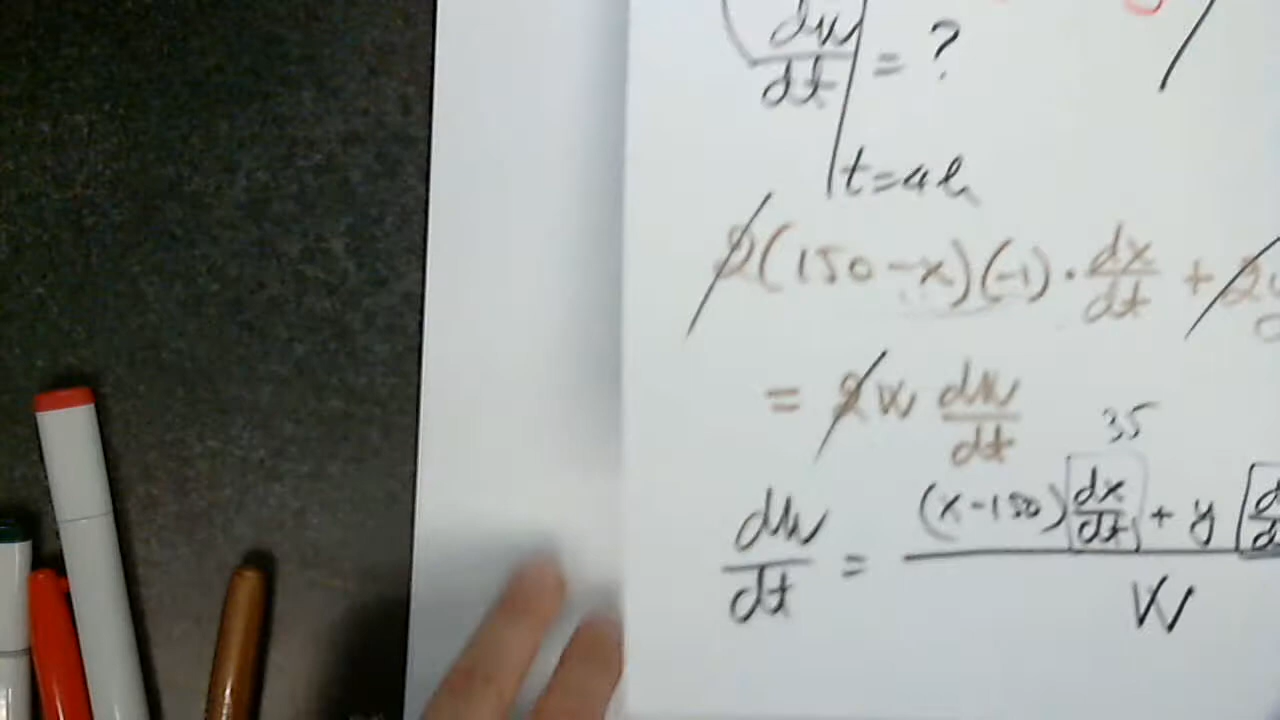 dw/dt | t=4h = ?
2(150-x)(-1)·dx/dt + 2y
= 2w dw/dt
35
dw/dt = ((x-150) dx/dt + y d/d)/w